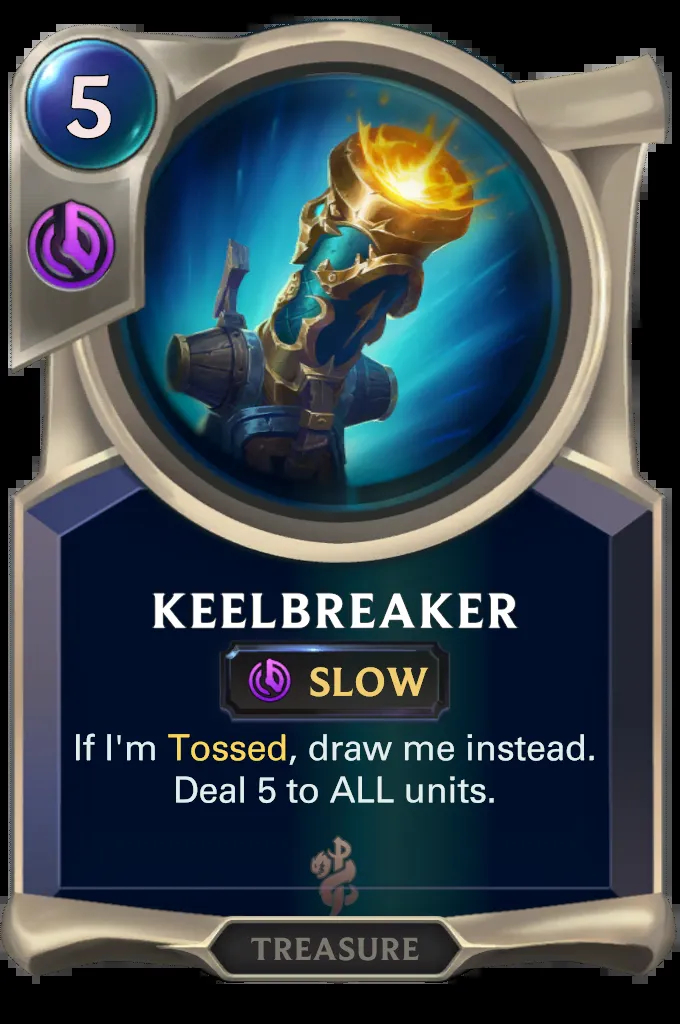 5
KEELBREAKER
SLOW
If I'm Tossed, draw me instead.
Deal 5 to ALL units.
TREASURE